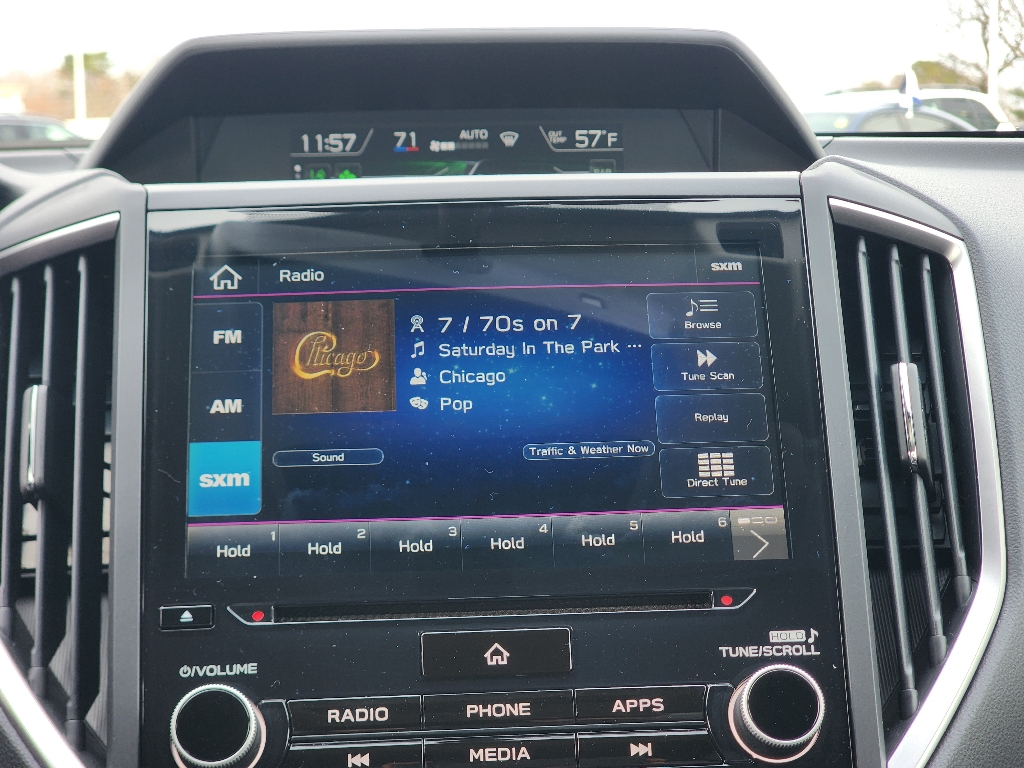 11:57 71 AUTO OUT TEMP 57°F
Radio
sxm
FM
AM
sxm
Chicago
7 / 70s on 7
Saturday In The Park ...
Chicago
Pop
Browse
Tune Scan
Replay
Direct Tune
Sound
Traffic & Weather Now
1 2 3 4 5 6
Hold Hold Hold Hold Hold Hold
HOLD
/VOLUME
TUNE/SCROLL
RADIO PHONE APPS
MEDIA